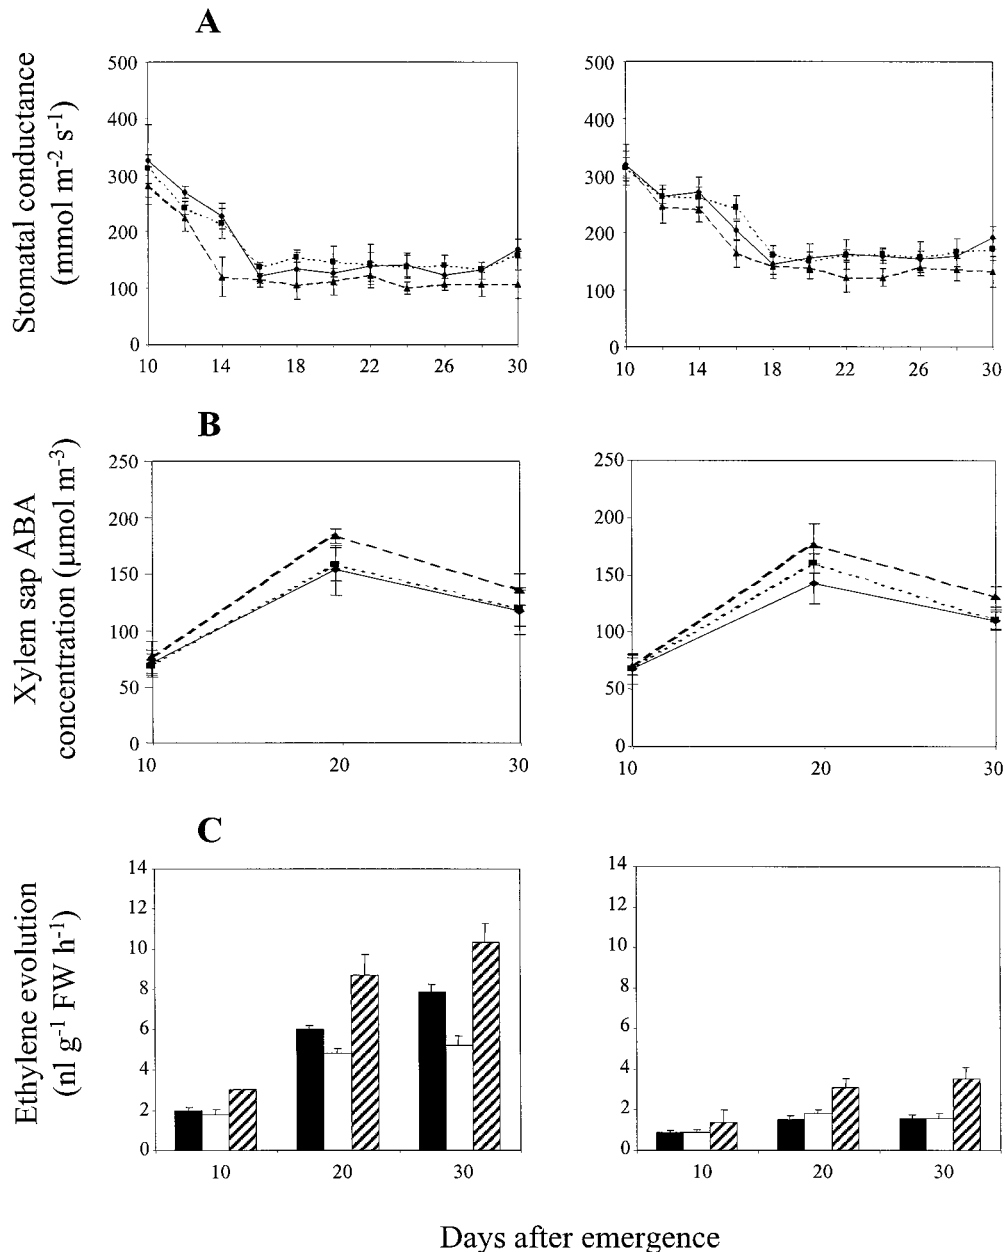 A
Stomatal conductance
(mmol m-2 s-1)
500
400
300
200
100
0
10 14 18 22 26 30
500
400
300
200
100
0
10 14 18 22 26 30
B
Xylem sap ABA
concentration (µmol m-3)
250
200
150
100
50
0
10 20 30
250
200
150
100
50
0
10 20 30
C
Ethylene evolution
(nl g-1 FW h-1)
14
12
10
8
6
4
2
0
10 20 30
14
12
10
8
6
4
2
0
10 20 30
Days after emergence